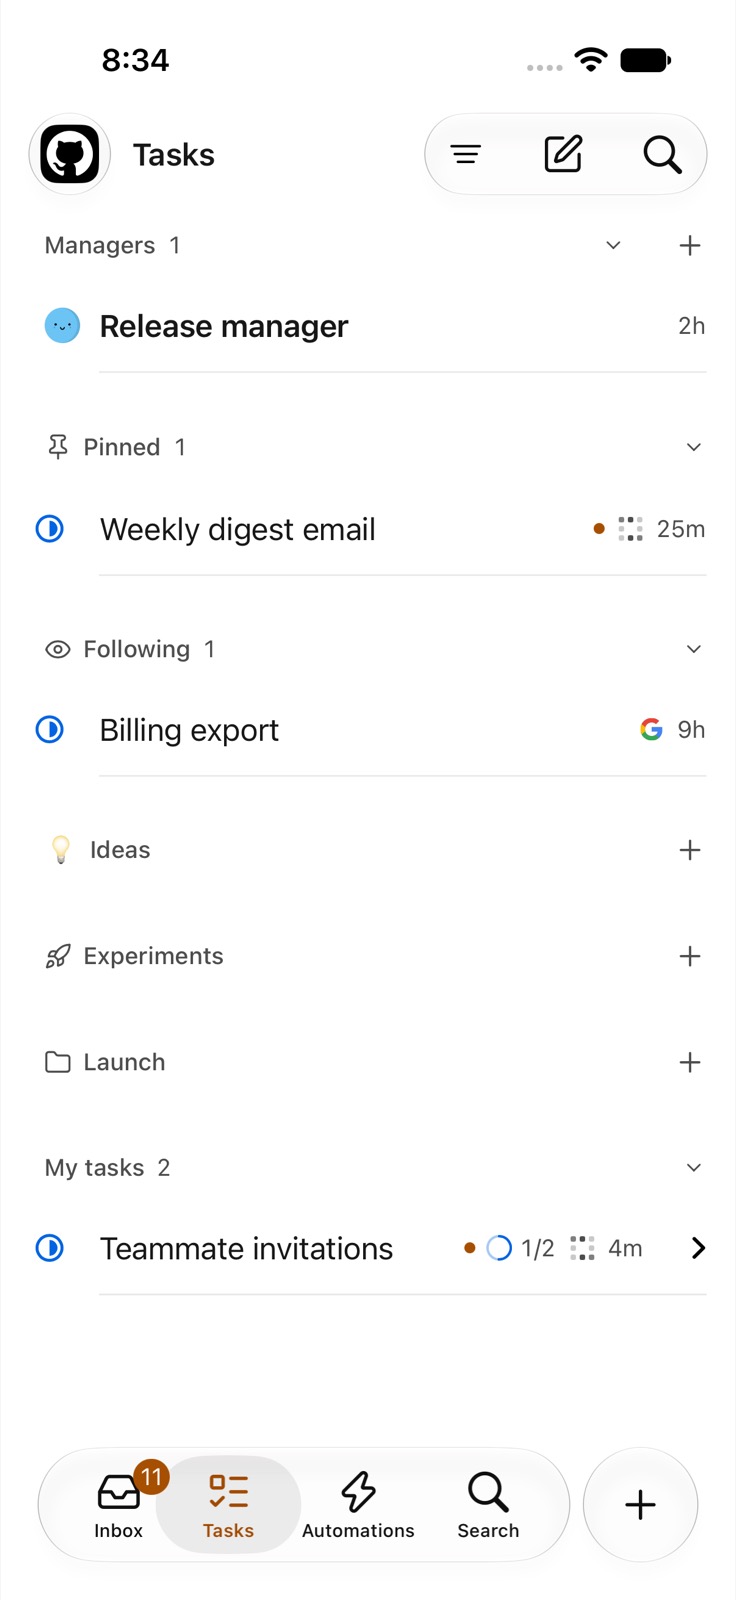 8:34
Tasks
Managers 1
Release manager 2h
Pinned 1
Weekly digest email 25m
Following 1
Billing export 9h
Ideas
Experiments
Launch
My tasks 2
Teammate invitations 1/2 4m
11
Inbox Tasks Automations Search